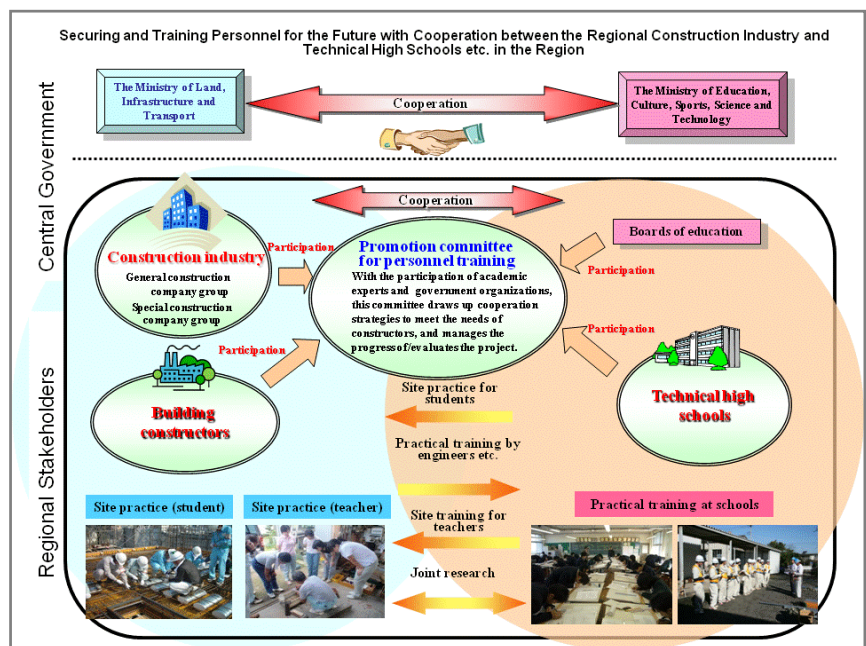 Securing and Training Personnel for the Future with Cooperation between the Regional Construction Industry and
Technical High Schools etc. in the Region
Central Government
The Ministry of Land,
Infrastructure and
Transport
Cooperation
The Ministry of Education,
Culture, Sports, Science and
Technology
Regional Stakeholders
Cooperation
Construction industry
General construction
company group
Special construction
company group
Participation
Promotion committee
for personnel training
With the participation of academic
experts and government organizations,
this committee draws up cooperation
strategies to meet the needs of
constructors, and manages the
progress of/evaluates the project.
Boards of education
Participation
Participation
Participation
Building
constructors
Technical high
schools
Site practice for
students
Practical training by
engineers etc.
Site training for
teachers
Joint research
Site practice (student)
Site practice (teacher)
Practical training at schools